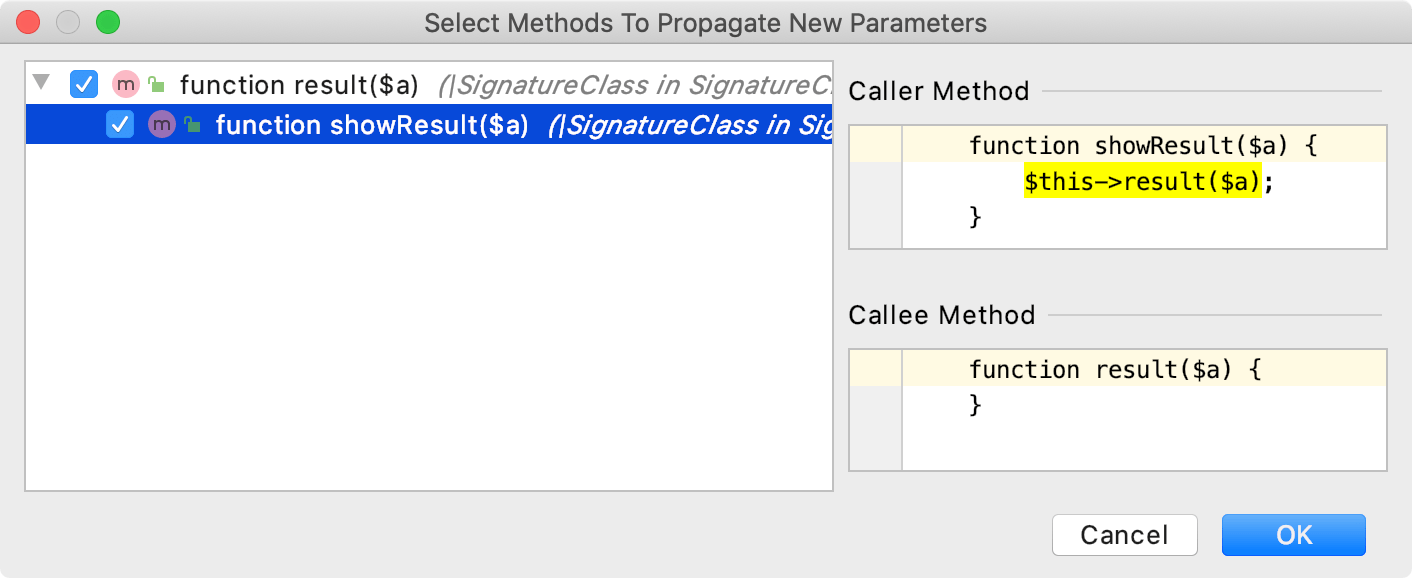 Select Methods To Propagate New Parameters
m function result($a) (|SignatureClass in SignatureC
m function showResult($a) (|SignatureClass in Sig
Caller Method
function showResult($a) {
$this->result($a);
}
Callee Method
function result($a) {
}
Cancel
OK